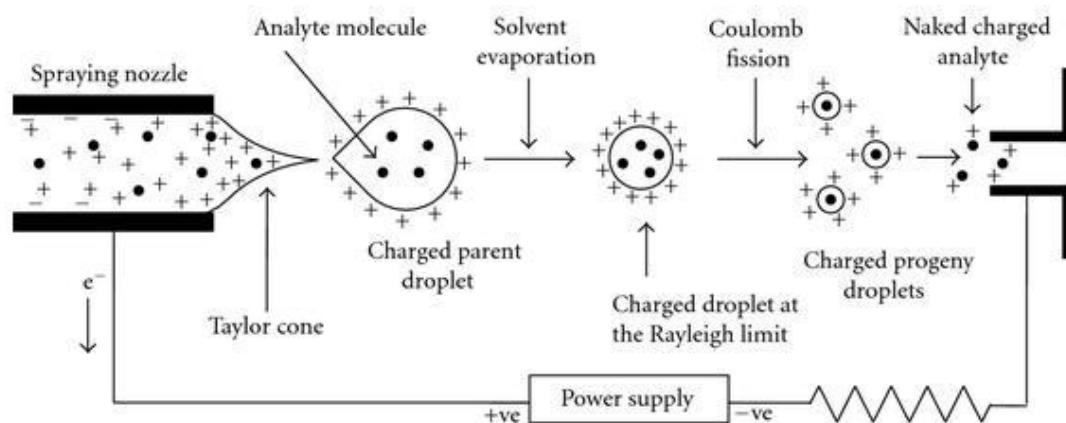 Spraying nozzle
Analyte molecule
Solvent
evaporation
Coulomb
fission
Naked charged
analyte
Charged parent
droplet
Taylor cone
e⁻
Charged droplet at
the Rayleigh limit
Charged progeny
droplets
+ve
Power supply
−ve